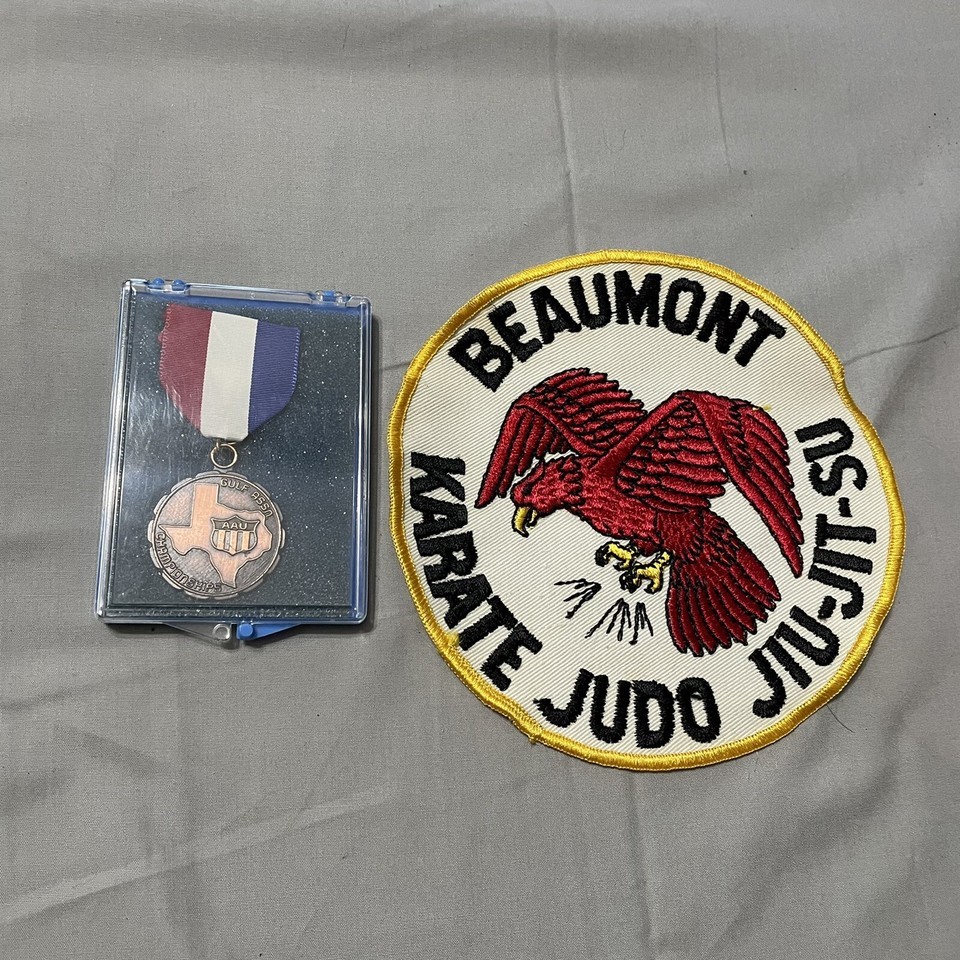 GULF ASSN
AAU
CHAMPIONSHIPS
BEAUMONT
KARATE JUDO JIU-JIT-SU